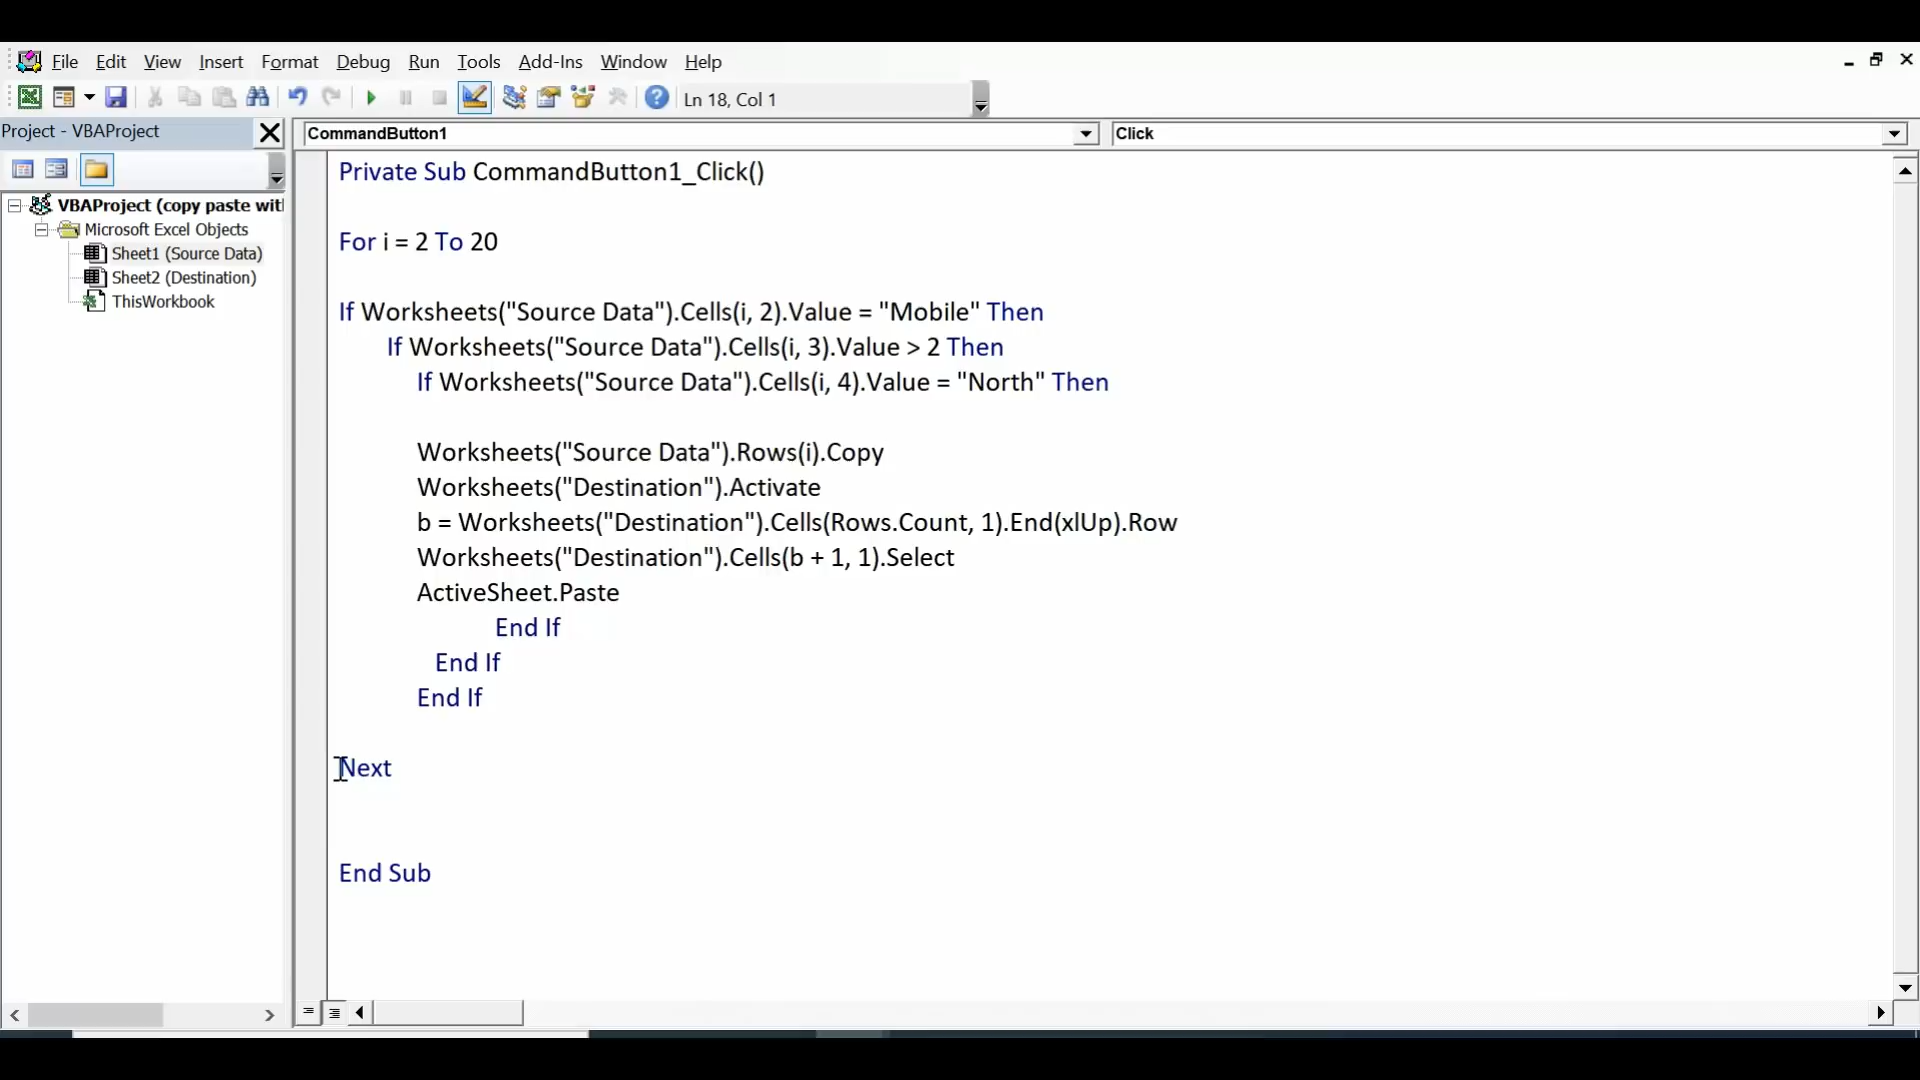 File Edit View Insert Format Debug Run Tools Add-Ins Window Help
Ln 18, Col 1
Project - VBAProject
CommandButton1
Click
VBAProject (copy paste wit
Microsoft Excel Objects
Sheet1 (Source Data)
Sheet2 (Destination)
ThisWorkbook
Private Sub CommandButton1_Click()
For i = 2 To 20
If Worksheets("Source Data").Cells(i, 2).Value = "Mobile" Then
If Worksheets("Source Data").Cells(i, 3).Value > 2 Then
If Worksheets("Source Data").Cells(i, 4).Value = "North" Then
Worksheets("Source Data").Rows(i).Copy
Worksheets("Destination").Activate
b = Worksheets("Destination").Cells(Rows.Count, 1).End(xlUp).Row
Worksheets("Destination").Cells(b + 1, 1).Select
ActiveSheet.Paste
End If
End If
End If
Next
End Sub